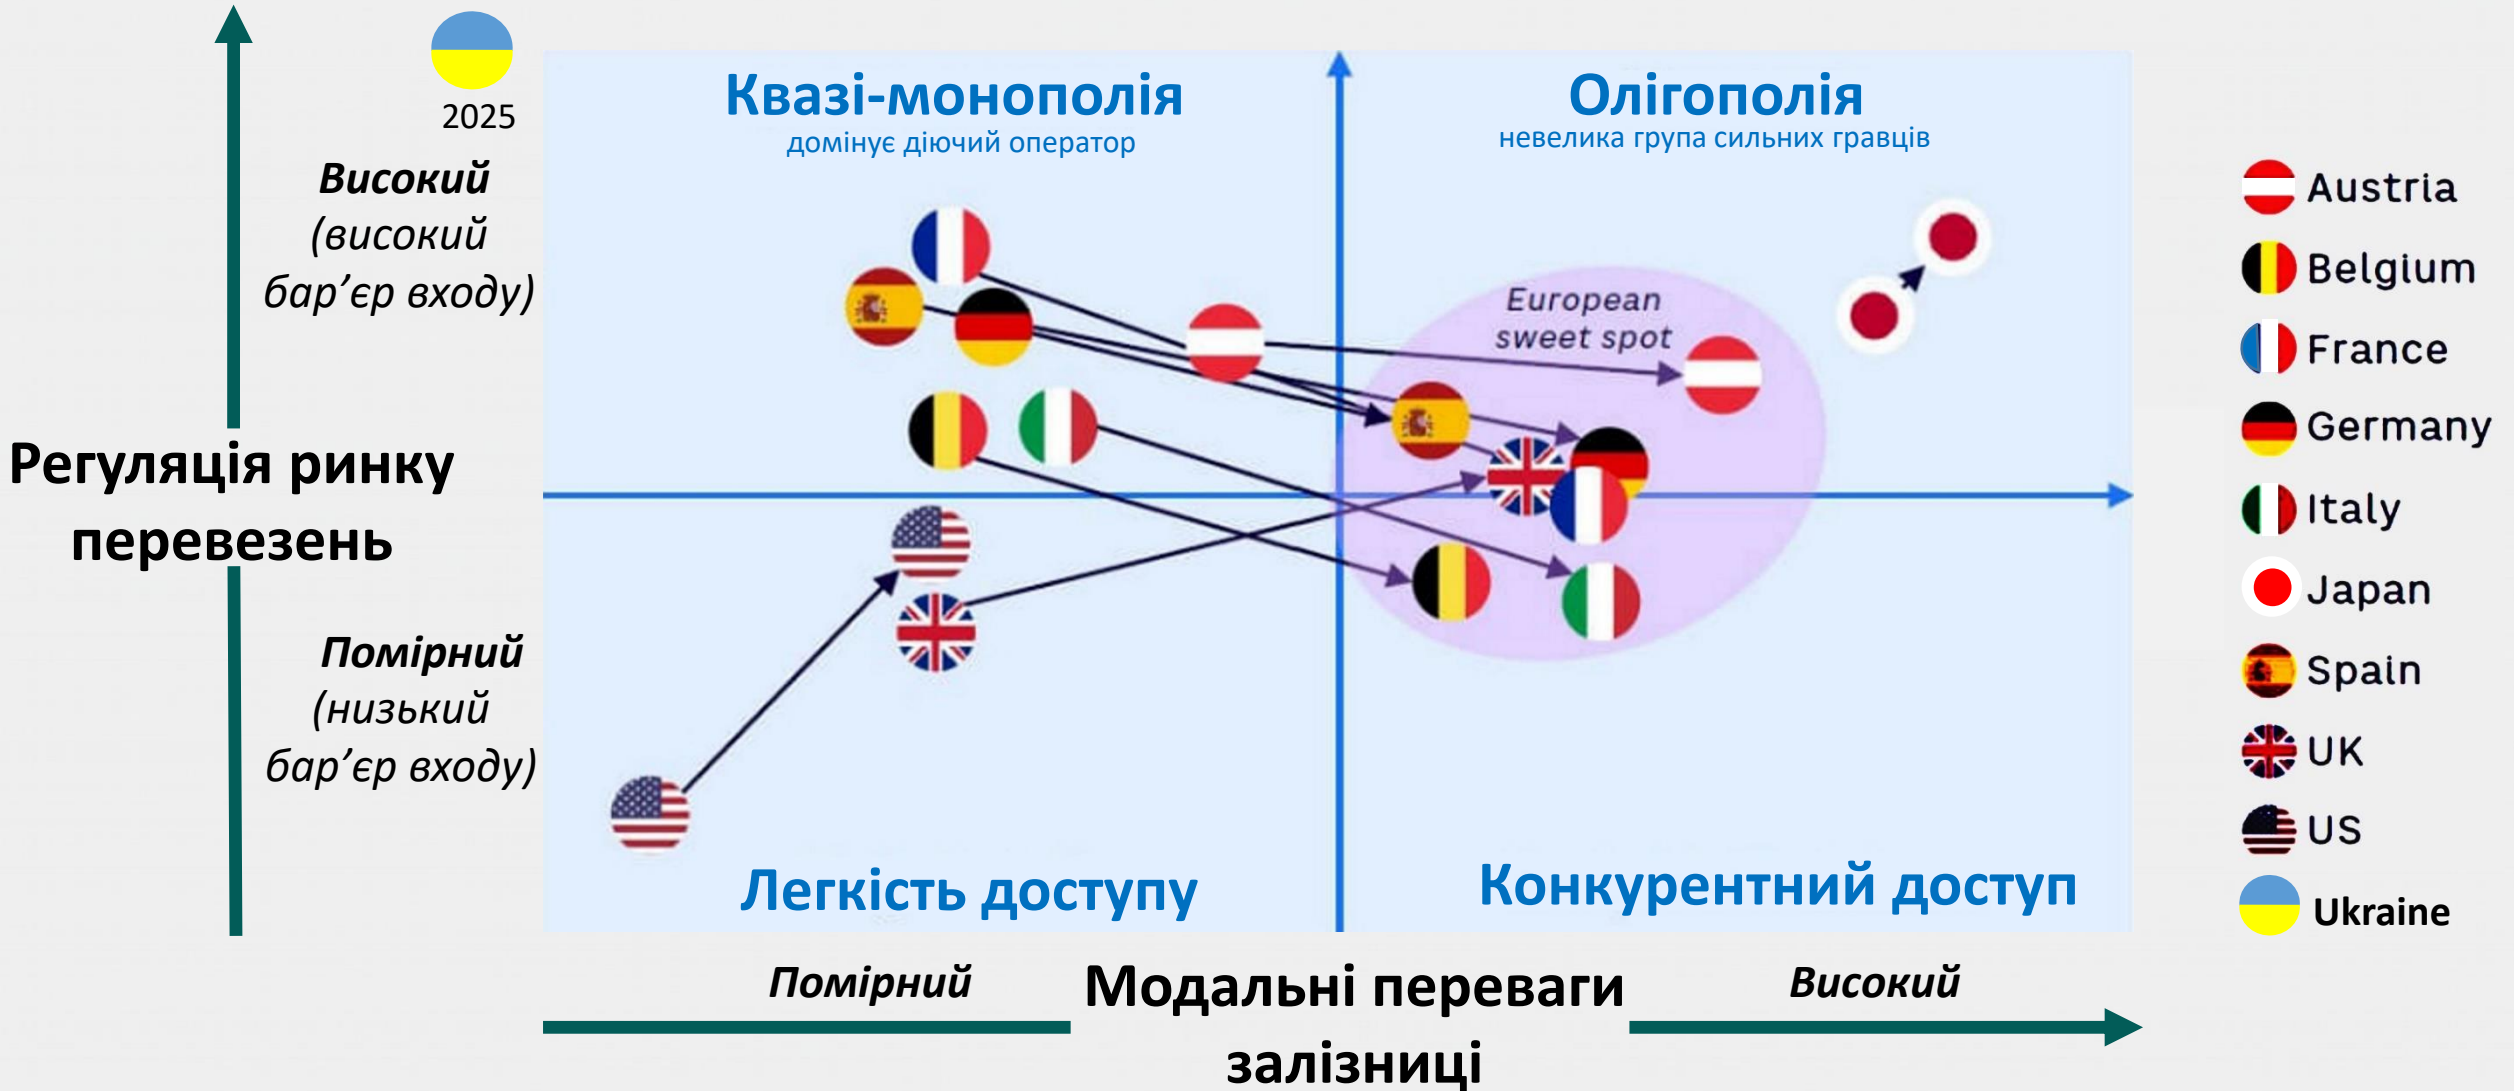 2025
Високий
(високий
бар’єр входу)
Регуляція ринку
перевезень
Помірний
(низький
бар’єр входу)
Квазі-монополія
домінує діючий оператор
Олігополія
невелика група сильних гравців
European
sweet spot
Легкість доступу
Конкурентний доступ
Помірний
Модальні переваги
залізниці
Високий
Austria
Belgium
France
Germany
Italy
Japan
Spain
UK
US
Ukraine